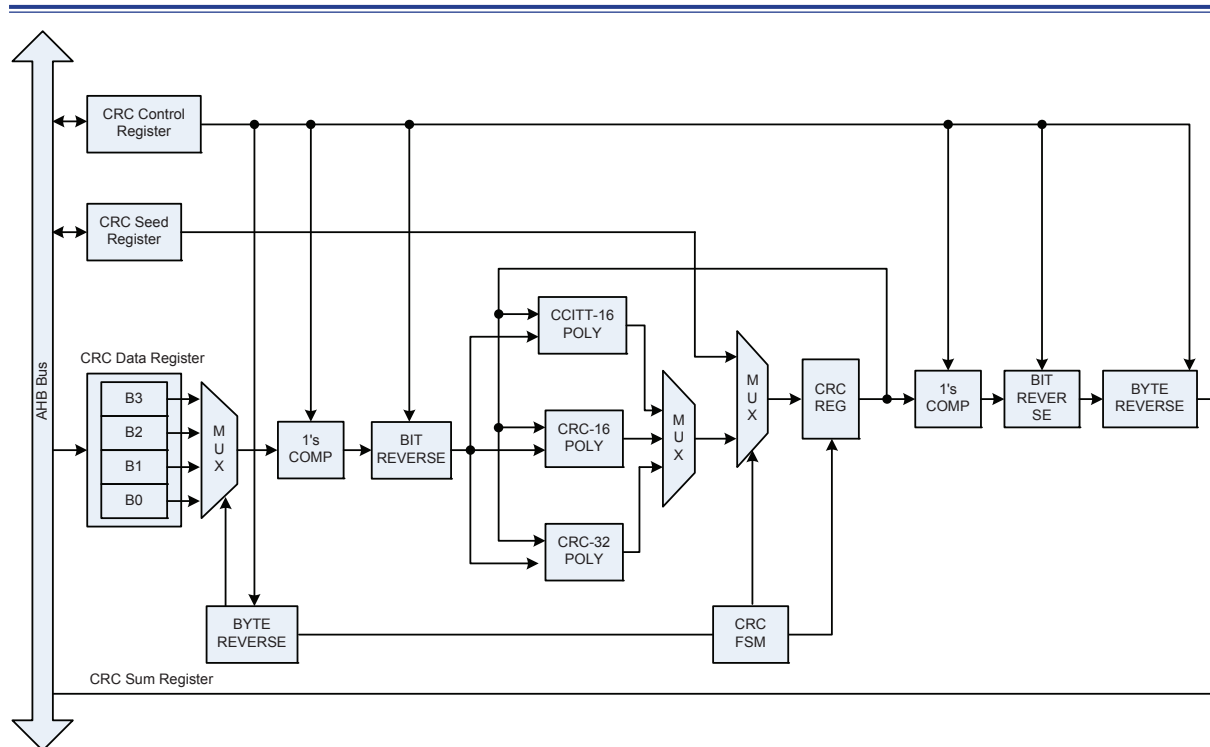 CRC Control
Register
CRC Seed
Register
AHB Bus
CRC Data Register
B3
B2
B1
B0
M
U
X
1's
COMP
BIT
REVERSE
CCITT-16
POLY
CRC-16
POLY
CRC-32
POLY
M
U
X
M
U
X
CRC
REG
1's
COMP
BIT
REVER
SE
BYTE
REVERSE
BYTE
REVERSE
CRC
FSM
CRC Sum Register